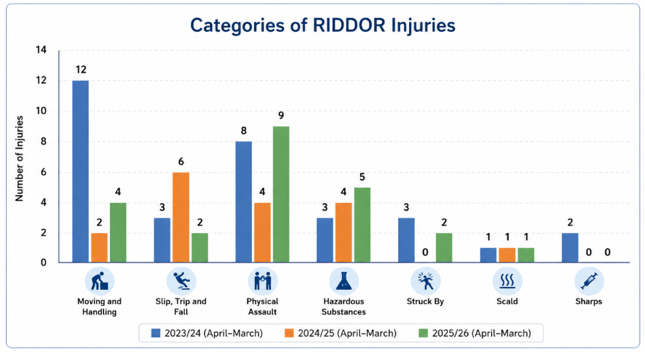 Categories of RIDDOR Injuries
Number of Injuries
14
12
10
8
6
4
2
0
12
2
4
3
6
2
8
4
9
3
4
5
3
0
2
1
1
1
2
0
0
Moving and
Handling
Slip, Trip and
Fall
Physical
Assault
Hazardous
Substances
Struck By
Scald
Sharps
2023/24 (April–March) 2024/25 (April–March) 2025/26 (April–March)